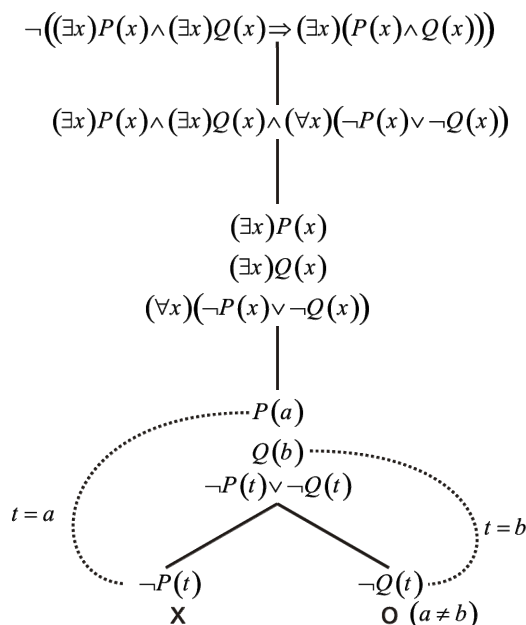 ¬((∃x)P(x)∧(∃x)Q(x)⇒(∃x)(P(x)∧Q(x)))
(∃x)P(x)∧(∃x)Q(x)∧(∀x)(¬P(x)∨¬Q(x))
(∃x)P(x)
(∃x)Q(x)
(∀x)(¬P(x)∨¬Q(x))
P(a)
Q(b)
¬P(t)∨¬Q(t)
t = a
t = b
¬P(t) ¬Q(t)
X O (a ≠ b)